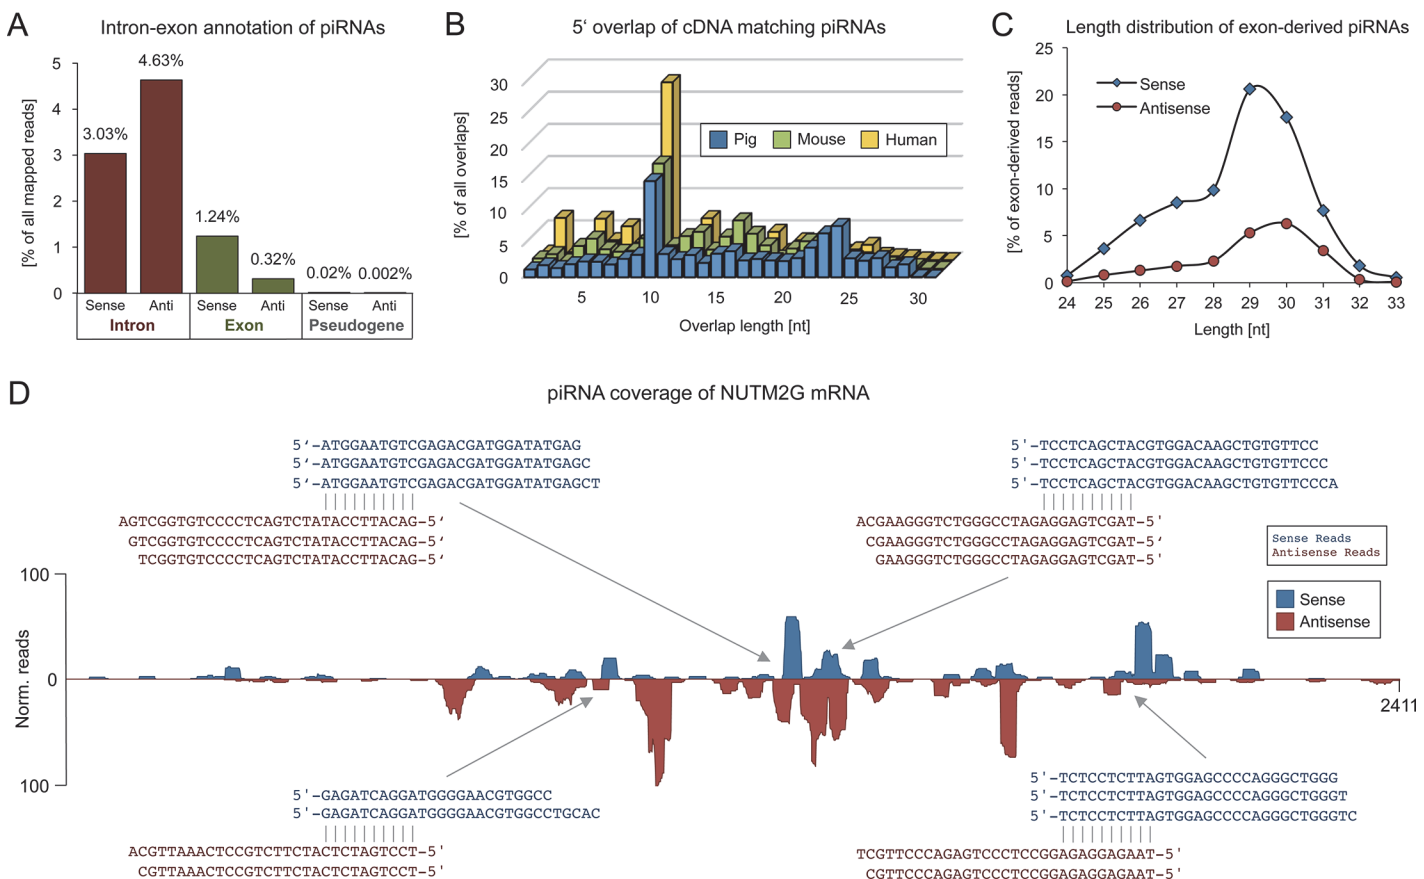 A
Intron-exon annotation of piRNAs
[% of all mapped reads]
5
4
3
2
1
0
3.03%
4.63%
1.24%
0.32%
0.02%
0.002%
Sense Anti Sense Anti Sense Anti
Intron Exon Pseudogene
B
5‘ overlap of cDNA matching piRNAs
[% of all overlaps]
30
25
20
15
10
5
0
Pig Mouse Human
5 10 15 20 25 30
Overlap length [nt]
C
Length distribution of exon-derived piRNAs
[% of exon-derived reads]
25
20
15
10
5
0
Sense
Antisense
24 25 26 27 28 29 30 31 32 33
Length [nt]
D
piRNA coverage of NUTM2G mRNA
5‘-ATGGAATGTCGAGACGATGGATATGAG
5‘-ATGGAATGTCGAGACGATGGATATGAGC
5‘-ATGGAATGTCGAGACGATGGATATGAGCT
AGTCGGTGTCCCCTCAGTCTATACCTTACAG-5‘
GTCGGTGTCCCCTCAGTCTATACCTTACAG-5‘
TCGGTGTCCCCTCAGTCTATACCTTACAG-5‘
5'-TCCTCAGCTACGTGGACAAGCTGTGTTCC
5'-TCCTCAGCTACGTGGACAAGCTGTGTTCCC
5'-TCCTCAGCTACGTGGACAAGCTGTGTTCCCA
ACGAAGGGTCTGGGCCTAGAGGAGTCGAT-5'
CGAAGGGTCTGGGCCTAGAGGAGTCGAT-5‘
GAAGGGTCTGGGCCTAGAGGAGTCGAT-5'
Sense Reads
Antisense Reads
Sense
Antisense
Norm. reads
100
0
100
2411
5'-GAGATCAGGATGGGGAACGTGGCC
5'-GAGATCAGGATGGGGAACGTGGCCTGCAC
ACGTTAAACTCCGTCTTCTACTCTAGTCCT-5'
CGTTAAACTCCGTCTTCTACTCTAGTCCT-5'
5'-TCTCCTCTTAGTGGAGCCCCAGGGCTGGG
5'-TCTCCTCTTAGTGGAGCCCCAGGGCTGGGT
5'-TCTCCTCTTAGTGGAGCCCCAGGGCTGGGTC
TCGTTCCCAGAGTCCCTCCGGAGAGGAGAAT-5'
CGTTCCCAGAGTCCCTCCGGAGAGGAGAAT-5'